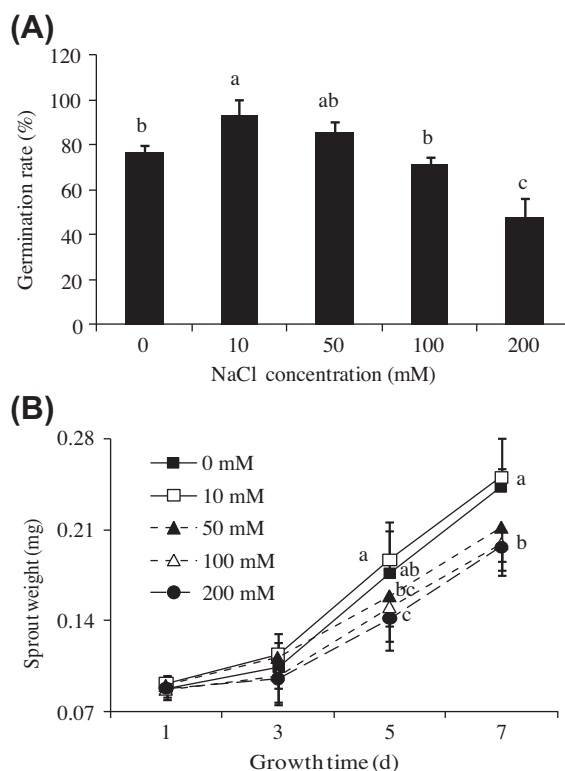 (A)
120
100
80
60
40
20
0
Germination rate (%)
b
a
ab
b
c
0 10 50 100 200
NaCl concentration (mM)
(B)
0.28
0.21
0.14
0.07
Sprout weight (mg)
0 mM
10 mM
50 mM
100 mM
200 mM
a
ab
bc
c
a
b
1 3 5 7
Growth time (d)